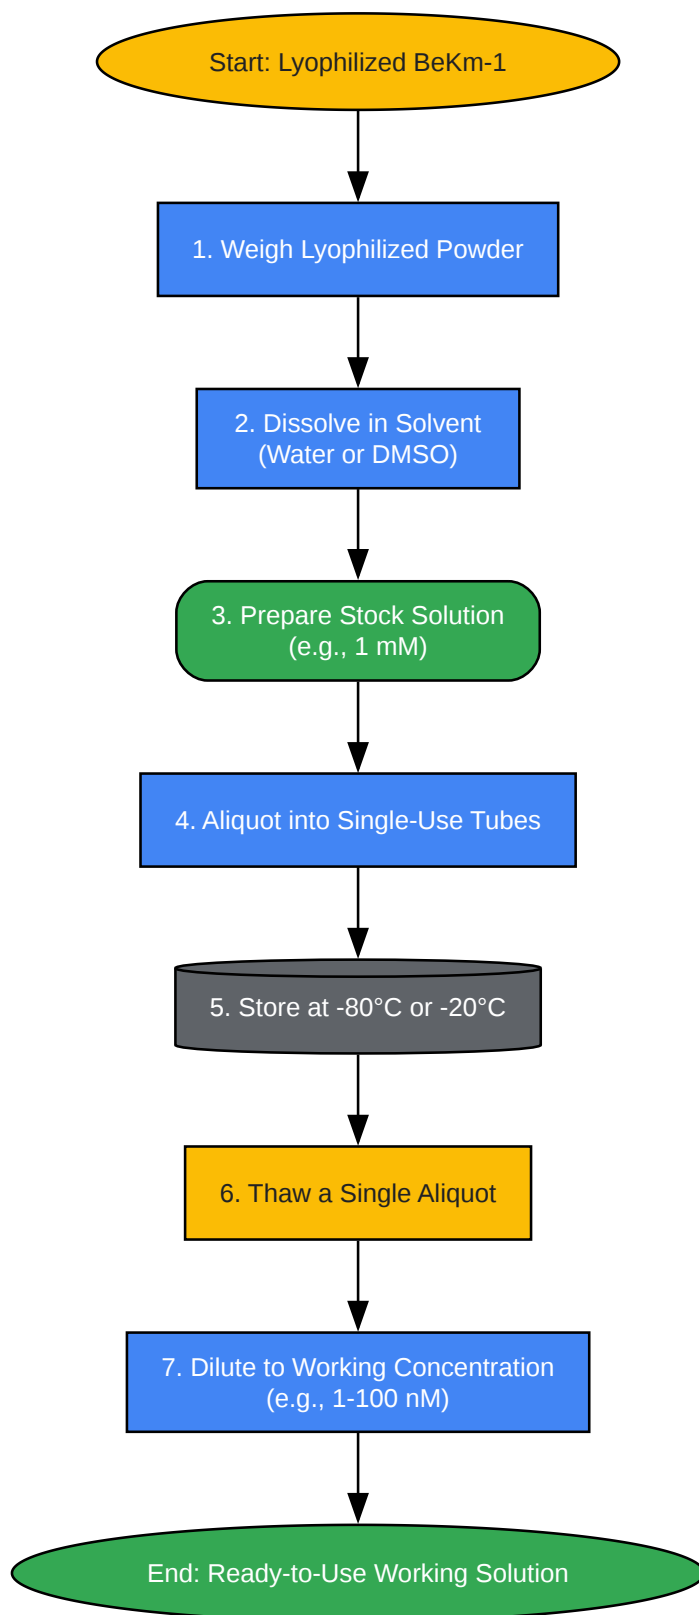 Start: Lyophilized BeKm-1
1. Weigh Lyophilized Powder
2. Dissolve in Solvent
(Water or DMSO)
3. Prepare Stock Solution
(e.g., 1 mM)
4. Aliquot into Single-Use Tubes
5. Store at -80°C or -20°C
6. Thaw a Single Aliquot
7. Dilute to Working Concentration
(e.g., 1-100 nM)
End: Ready-to-Use Working Solution